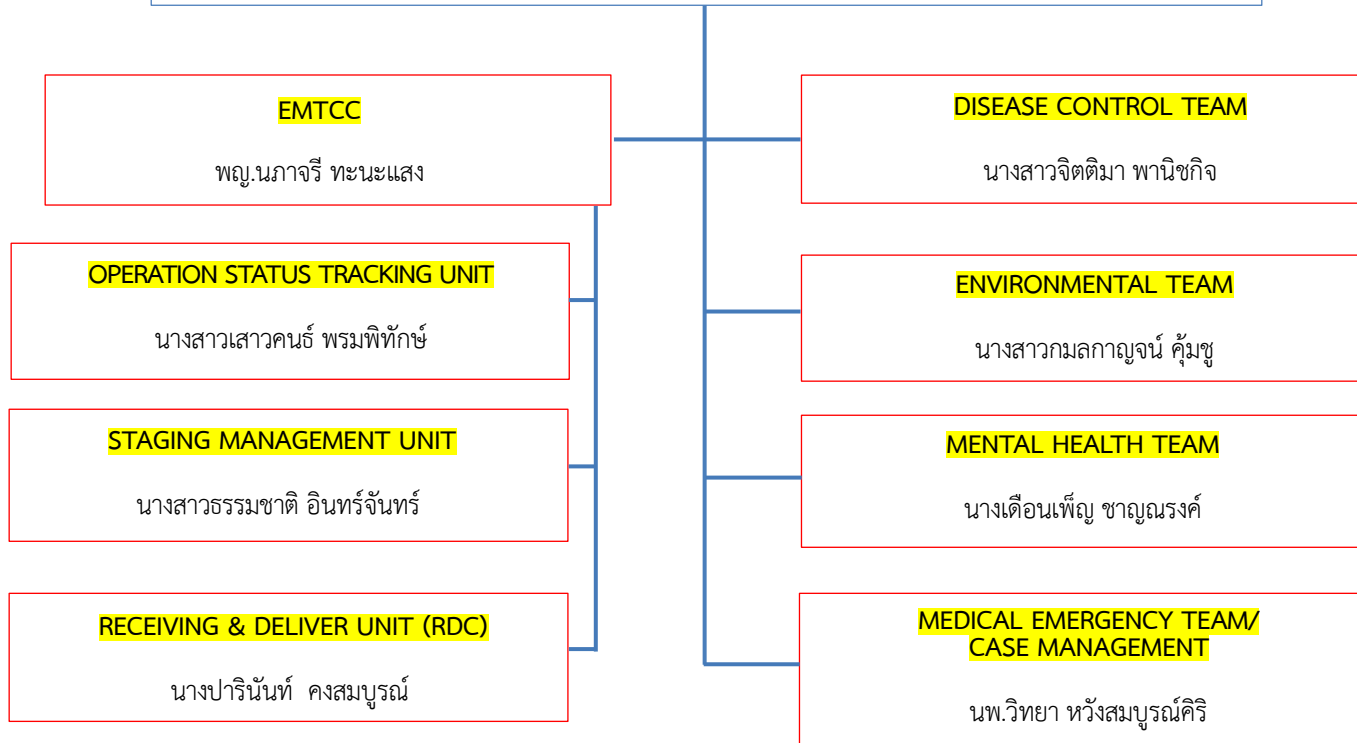 EMTCC
พญ.นภาจรี ทะนะแสง
OPERATION STATUS TRACKING UNIT
นางสาวเสาวคนธ์ พรมพิทักษ์
STAGING MANAGEMENT UNIT
นางสาวธรรมชาติ อินทร์จันทร์
RECEIVING & DELIVER UNIT (RDC)
นางปารินันท์ คงสมบูรณ์
DISEASE CONTROL TEAM
นางสาวจิตติมา พานิชกิจ
ENVIRONMENTAL TEAM
นางสาวกมลกาญจน์ คุ้มชู
MENTAL HEALTH TEAM
นางเดือนเพ็ญ ชาญณรงค์
MEDICAL EMERGENCY TEAM/
CASE MANAGEMENT
นพ.วิทยา หวังสมบูรณ์ศิริ